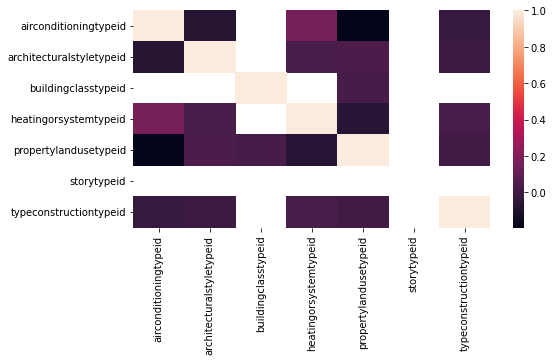 airconditioningtypeid
architecturalstyletypeid
buildingclasstypeid
heatingorsystemtypeid
propertylandusetypeid
storytypeid
typeconstructiontypeid
airconditioningtypeid
architecturalstyletypeid
buildingclasstypeid
heatingorsystemtypeid
propertylandusetypeid
storytypeid
typeconstructiontypeid
1.0
0.8
0.6
0.4
0.2
0.0